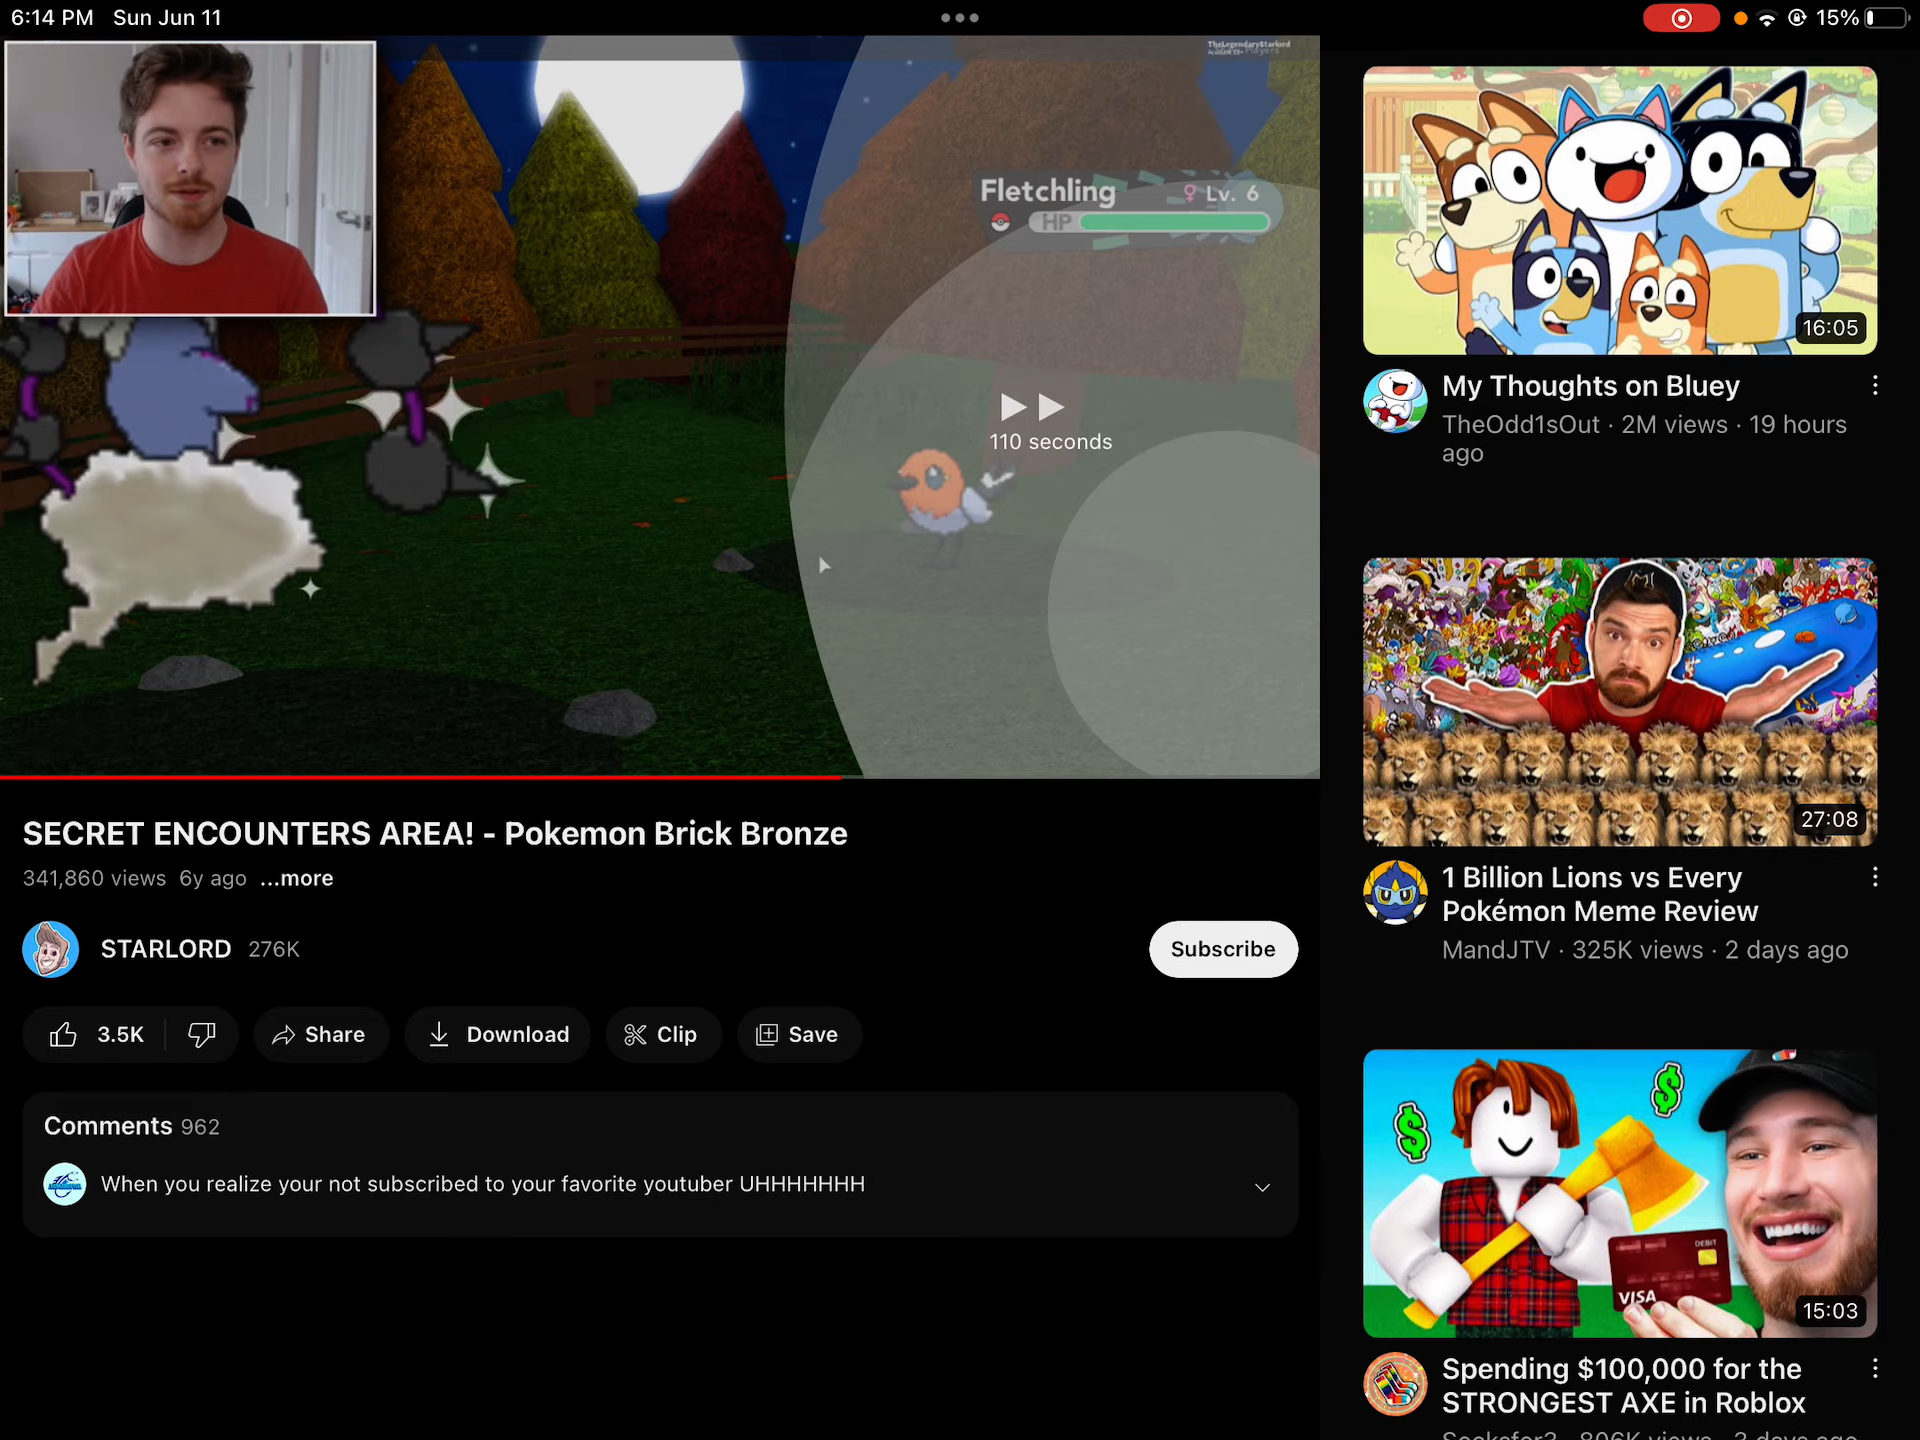 6:14 PM Sun Jun 11
15%
TheLegendaryStarlord
Fletchling ♀ Lv. 6
HP
110 seconds
SECRET ENCOUNTERS AREA! - Pokemon Brick Bronze
341,860 views 6y ago ...more
STARLORD 276K
Subscribe
3.5K
Share
Download
Clip
Save
Comments 962
When you realize your not subscribed to your favorite youtuber UHHHHHHH
16:05
My Thoughts on Bluey
TheOdd1sOut · 2M views · 19 hours
ago
27:08
1 Billion Lions vs Every
Pokémon Meme Review
MandJTV · 325K views · 2 days ago
DEBIT
VISA
15:03
Spending $100,000 for the
STRONGEST AXE in Roblox